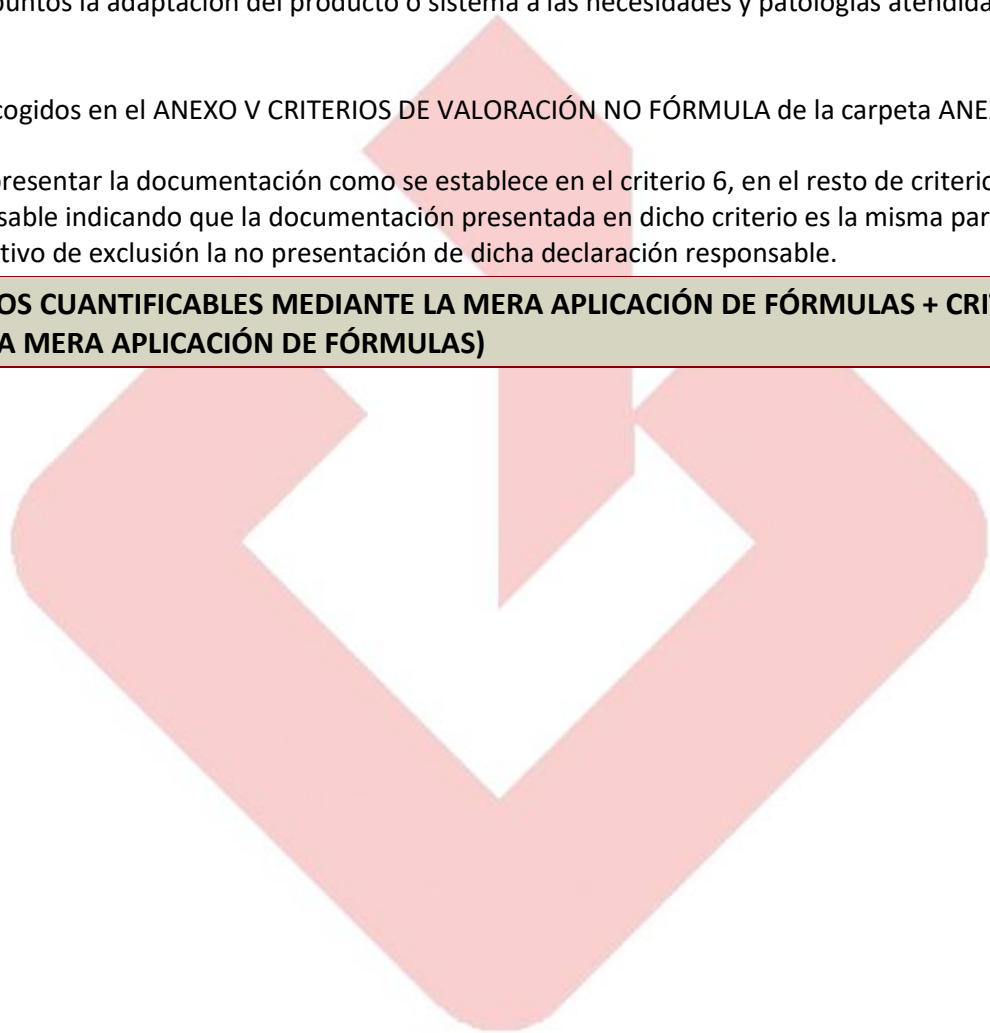 puntos la adaptación del producto o sistema a las necesidades y patologías atendida
cogidos en el ANEXO V CRITERIOS DE VALORACIÓN NO FÓRMULA de la carpeta ANE
presentar la documentación como se establece en el criterio 6, en el resto de criterio
sable indicando que la documentación presentada en dicho criterio es la misma par
tivo de exclusión la no presentación de dicha declaración responsable.
OS CUANTIFICABLES MEDIANTE LA MERA APLICACIÓN DE FÓRMULAS + CRI
A MERA APLICACIÓN DE FÓRMULAS)